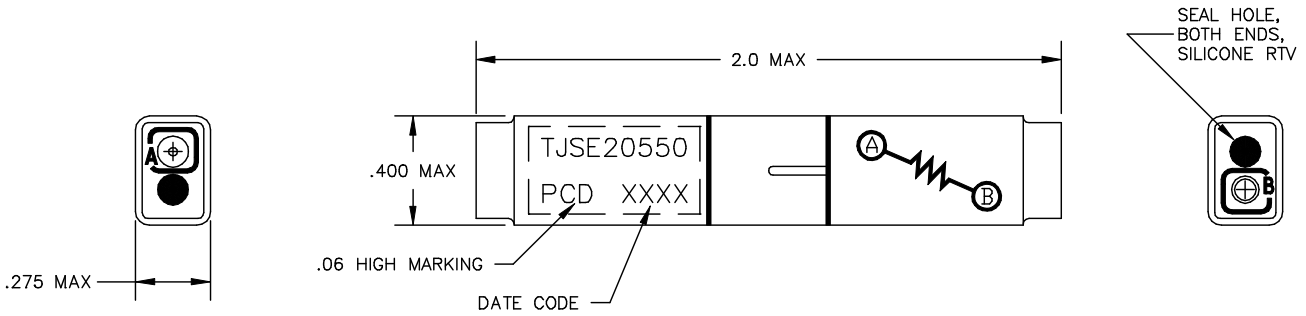 SEAL HOLE,
BOTH ENDS,
SILICONE RTV
2.0 MAX
A
.400 MAX
TJSE20550
PCD XXXX
A
B
B
.06 HIGH MARKING
.275 MAX
DATE CODE